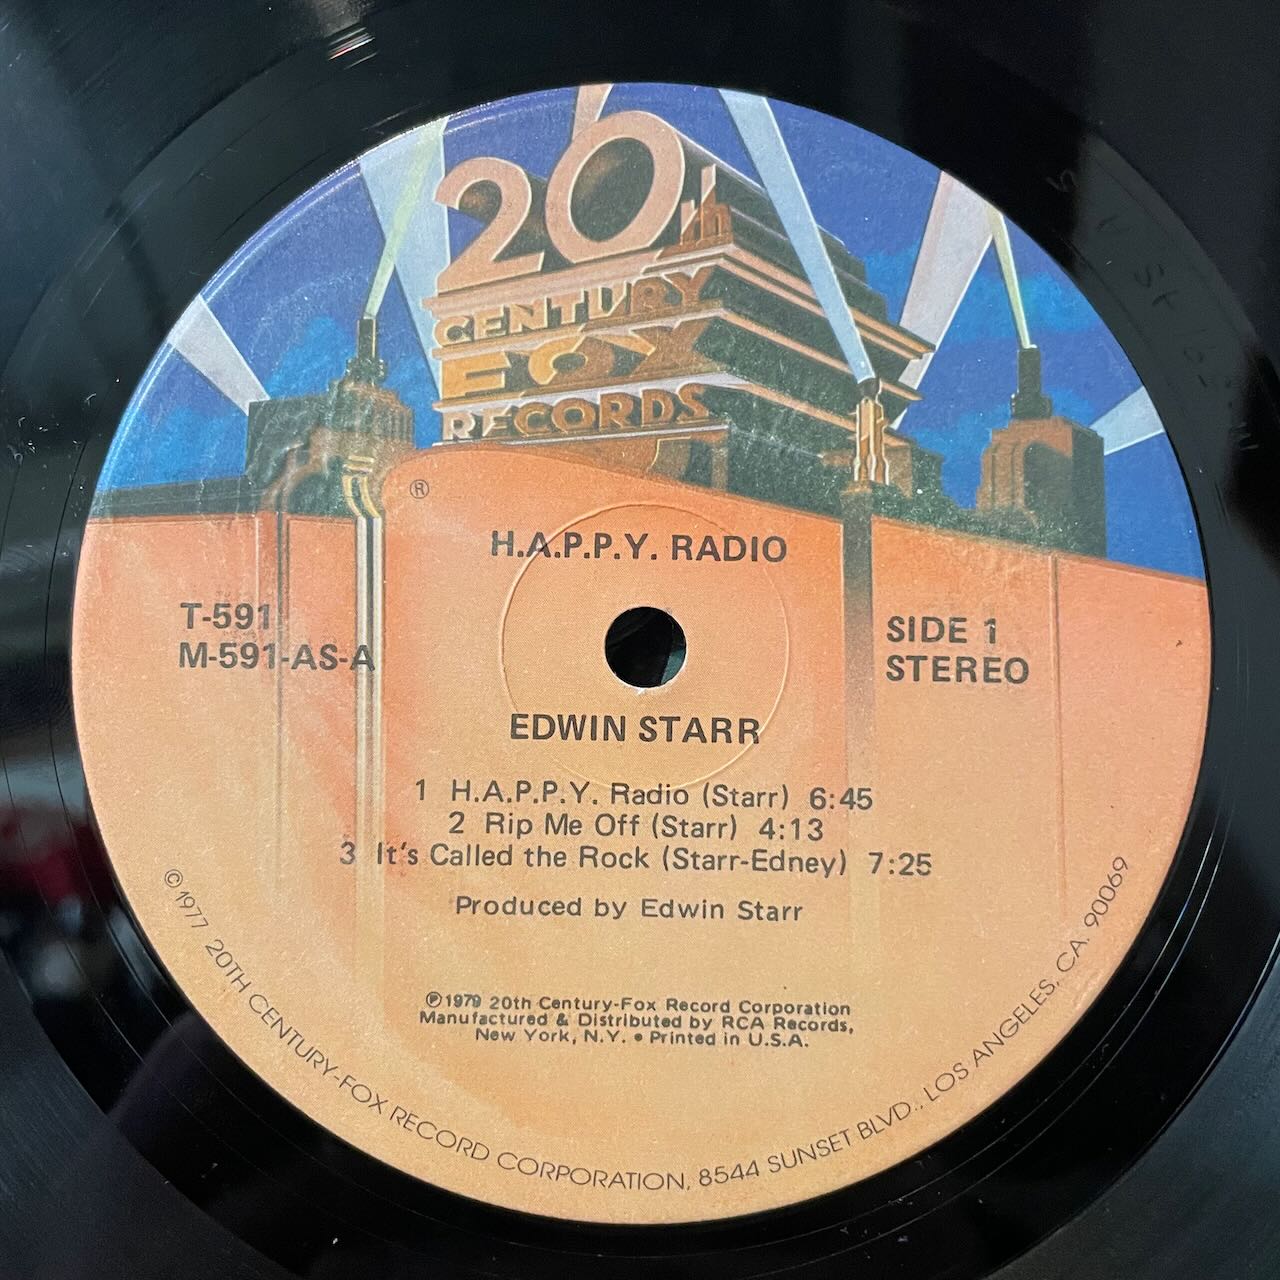 20th
CENTURY
FOX
RECORDS
®
H.A.P.P.Y. RADIO
T-591
M-591-AS-A
SIDE 1
STEREO
EDWIN STARR
1 H.A.P.P.Y. Radio (Starr) 6:45
2 Rip Me Off (Starr) 4:13
3 It's Called the Rock (Starr-Edney) 7:25
Produced by Edwin Starr
℗1979 20th Century-Fox Record Corporation
Manufactured & Distributed by RCA Records,
New York, N.Y. • Printed in U.S.A.
©1977 20TH CENTURY-FOX RECORD CORPORATION, 8544 SUNSET BLVD., LOS ANGELES, CA. 90069